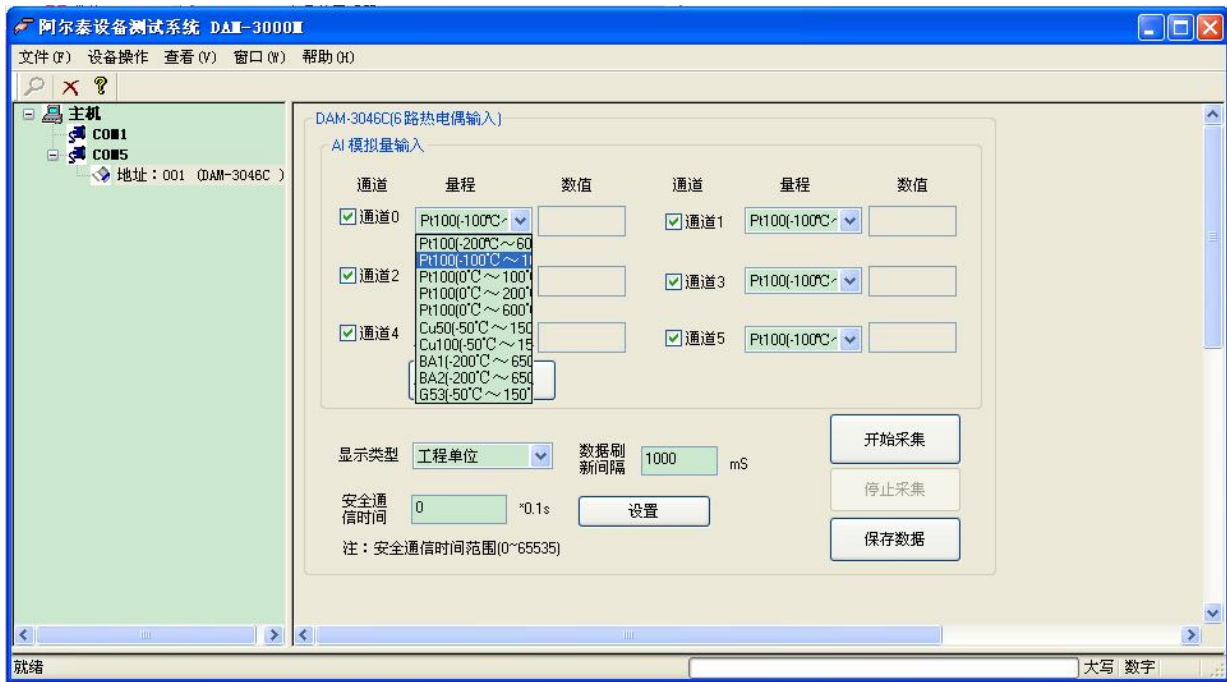 阿尔泰设备测试系统 DAM-3000M
文件(F) 设备操作 查看(V) 窗口(W) 帮助(H)
主机
COM1
COM5
地址：001 (DAM-3046C )
DAM-3046C(6路热电偶输入)
AI 模拟量输入
通道 量程 数值 通道 量程 数值
通道0 Pt100(-100℃~ 通道1 Pt100(-100℃~
Pt100(-200℃～60
Pt100(-100℃～1
Pt100(0℃～100℃
Pt100(0℃～200℃
Pt100(0℃～600℃
Cu50(-50℃～150
Cu100(-50℃～15
BA1(-200℃～650
BA2(-200℃～650
G53(-50℃～150℃
通道2 通道3 Pt100(-100℃~
通道4 通道5 Pt100(-100℃~
显示类型 工程单位 数据刷新间隔 1000 mS
安全通信时间 0 *0.1s 设置
注：安全通信时间范围(0~65535)
开始采集
停止采集
保存数据
就绪 大写 数字